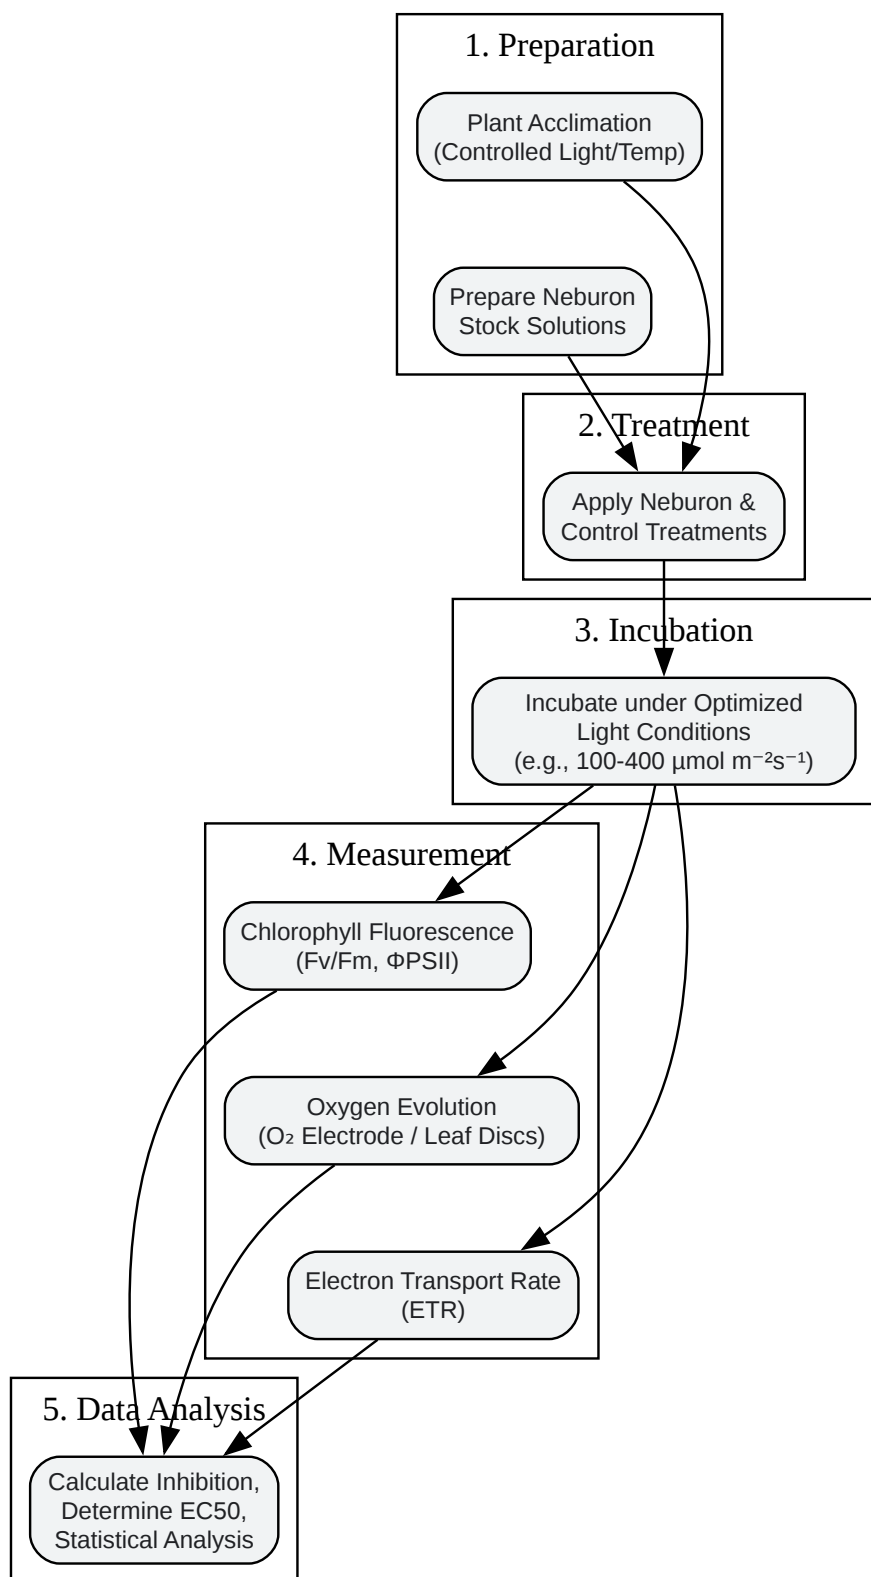 1. Preparation
Plant Acclimation
(Controlled Light/Temp)
Prepare Neburon
Stock Solutions
2. Treatment
Apply Neburon &
Control Treatments
3. Incubation
Incubate under Optimized
Light Conditions
(e.g., 100-400 µmol m⁻²s⁻¹)
4. Measurement
Chlorophyll Fluorescence
(Fv/Fm, ΦPSII)
Oxygen Evolution
(O₂ Electrode / Leaf Discs)
Electron Transport Rate
(ETR)
5. Data Analysis
Calculate Inhibition,
Determine EC50,
Statistical Analysis